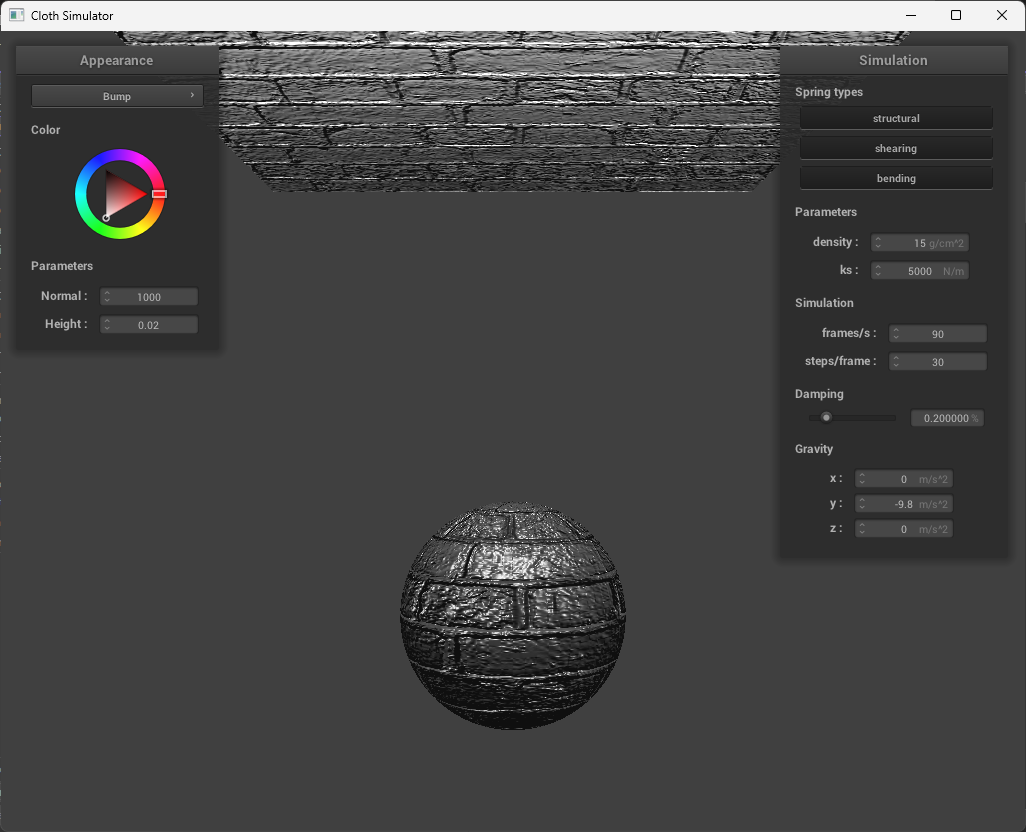 Cloth Simulator
Appearance
Bump
Color
Parameters
Normal : 1000
Height : 0.02
Simulation
Spring types
structural
shearing
bending
Parameters
density : 15 g/cm^2
ks : 5000 N/m
Simulation
frames/s : 90
steps/frame : 30
Damping
0.200000 %
Gravity
x : 0 m/s^2
y : -9.8 m/s^2
z : 0 m/s^2